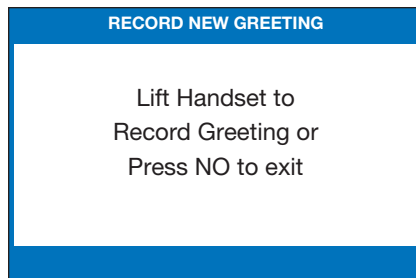 RECORD NEW GREETING
Lift Handset to
Record Greeting or
Press NO to exit